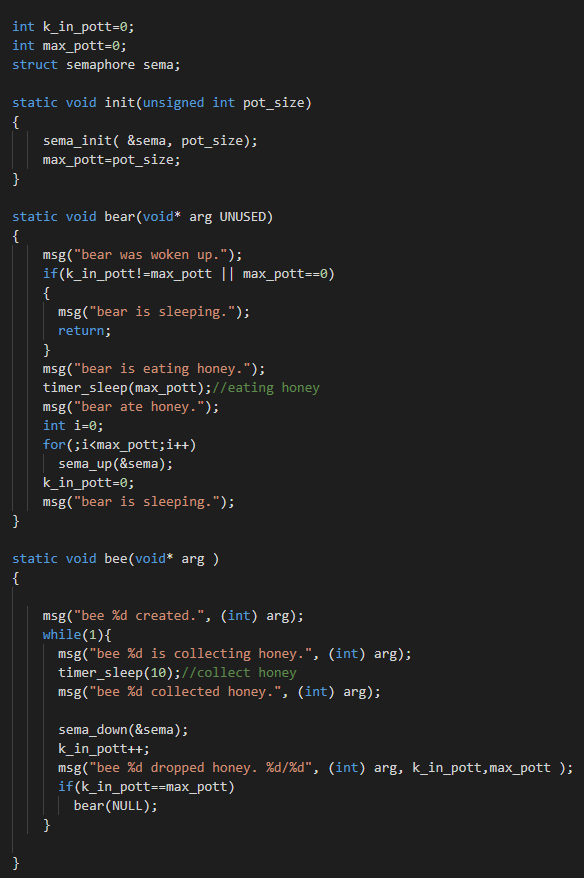 int k_in_pott=0;
int max_pott=0;
struct semaphore sema;

static void init(unsigned int pot_size)
{
    sema_init( &sema, pot_size);
    max_pott=pot_size;
}

static void bear(void* arg UNUSED)
{
    msg("bear was woken up.");
    if(k_in_pott!=max_pott || max_pott==0)
    {
      msg("bear is sleeping.");
      return;
    }
    msg("bear is eating honey.");
    timer_sleep(max_pott);//eating honey
    msg("bear ate honey.");
    int i=0;
    for(;i<max_pott;i++)
      sema_up(&sema);
    k_in_pott=0;
    msg("bear is sleeping.");
}

static void bee(void* arg )
{

    msg("bee %d created.", (int) arg);
    while(1){
      msg("bee %d is collecting honey.", (int) arg);
      timer_sleep(10);//collect honey
      msg("bee %d collected honey.", (int) arg);

      sema_down(&sema);
      k_in_pott++;
      msg("bee %d dropped honey. %d/%d", (int) arg, k_in_pott,max_pott );
      if(k_in_pott==max_pott)
        bear(NULL);
    }

}